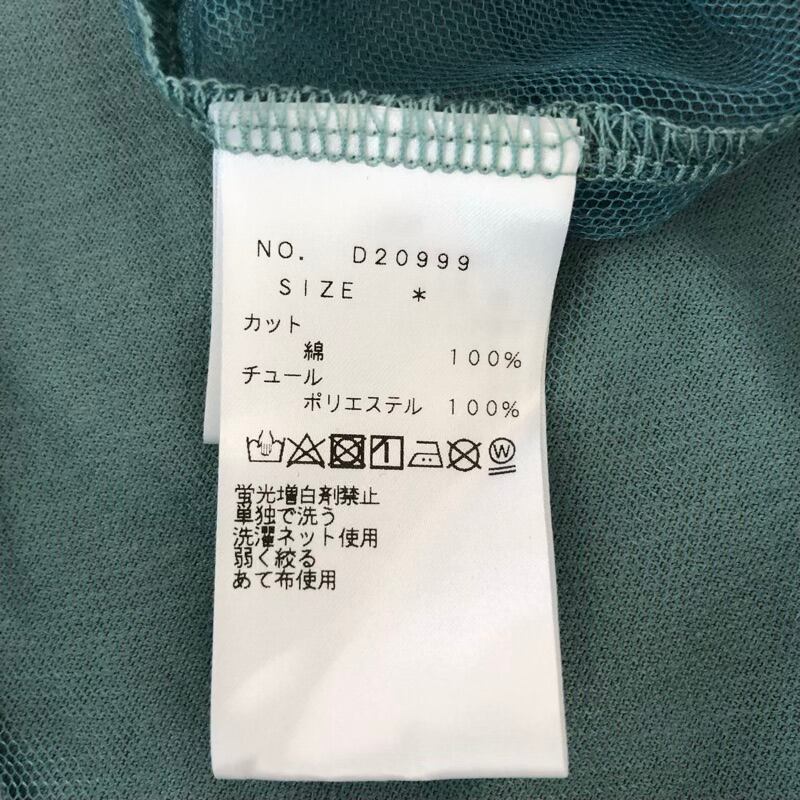 NO. D20999
SIZE *
カット
綿 100%
チュール
ポリエステル 100%
W
蛍光増白剤禁止
単独で洗う
洗濯ネット使用
弱く絞る
あて布使用